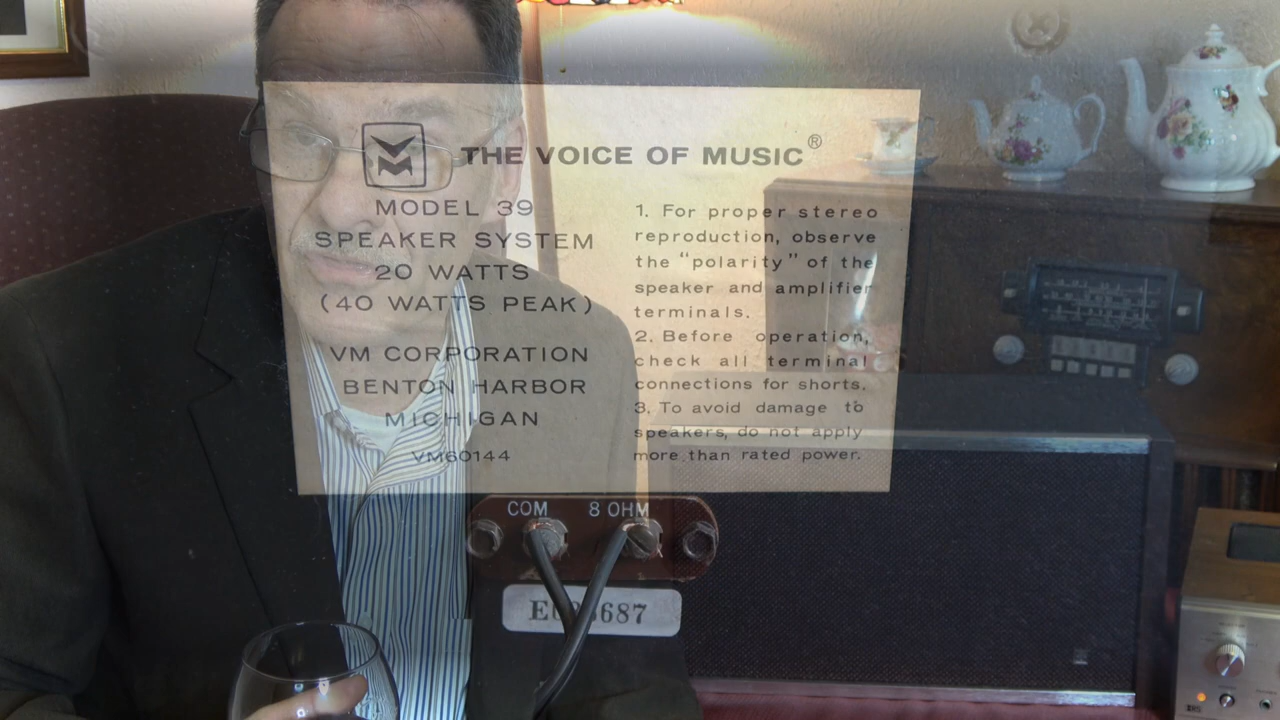 THE VOICE OF MUSIC®
MODEL 39
SPEAKER SYSTEM
20 WATTS
(40 WATTS PEAK)
VM CORPORATION
BENTON HARBOR
MICHIGAN
VM60144
1. For proper stereo
reproduction, observe
the "polarity" of the
speaker and amplifier
terminals.
2. Before operation,
check all terminal
connections for shorts.
3. To avoid damage to
speakers, do not apply
more than rated power.
COM 8 OHM